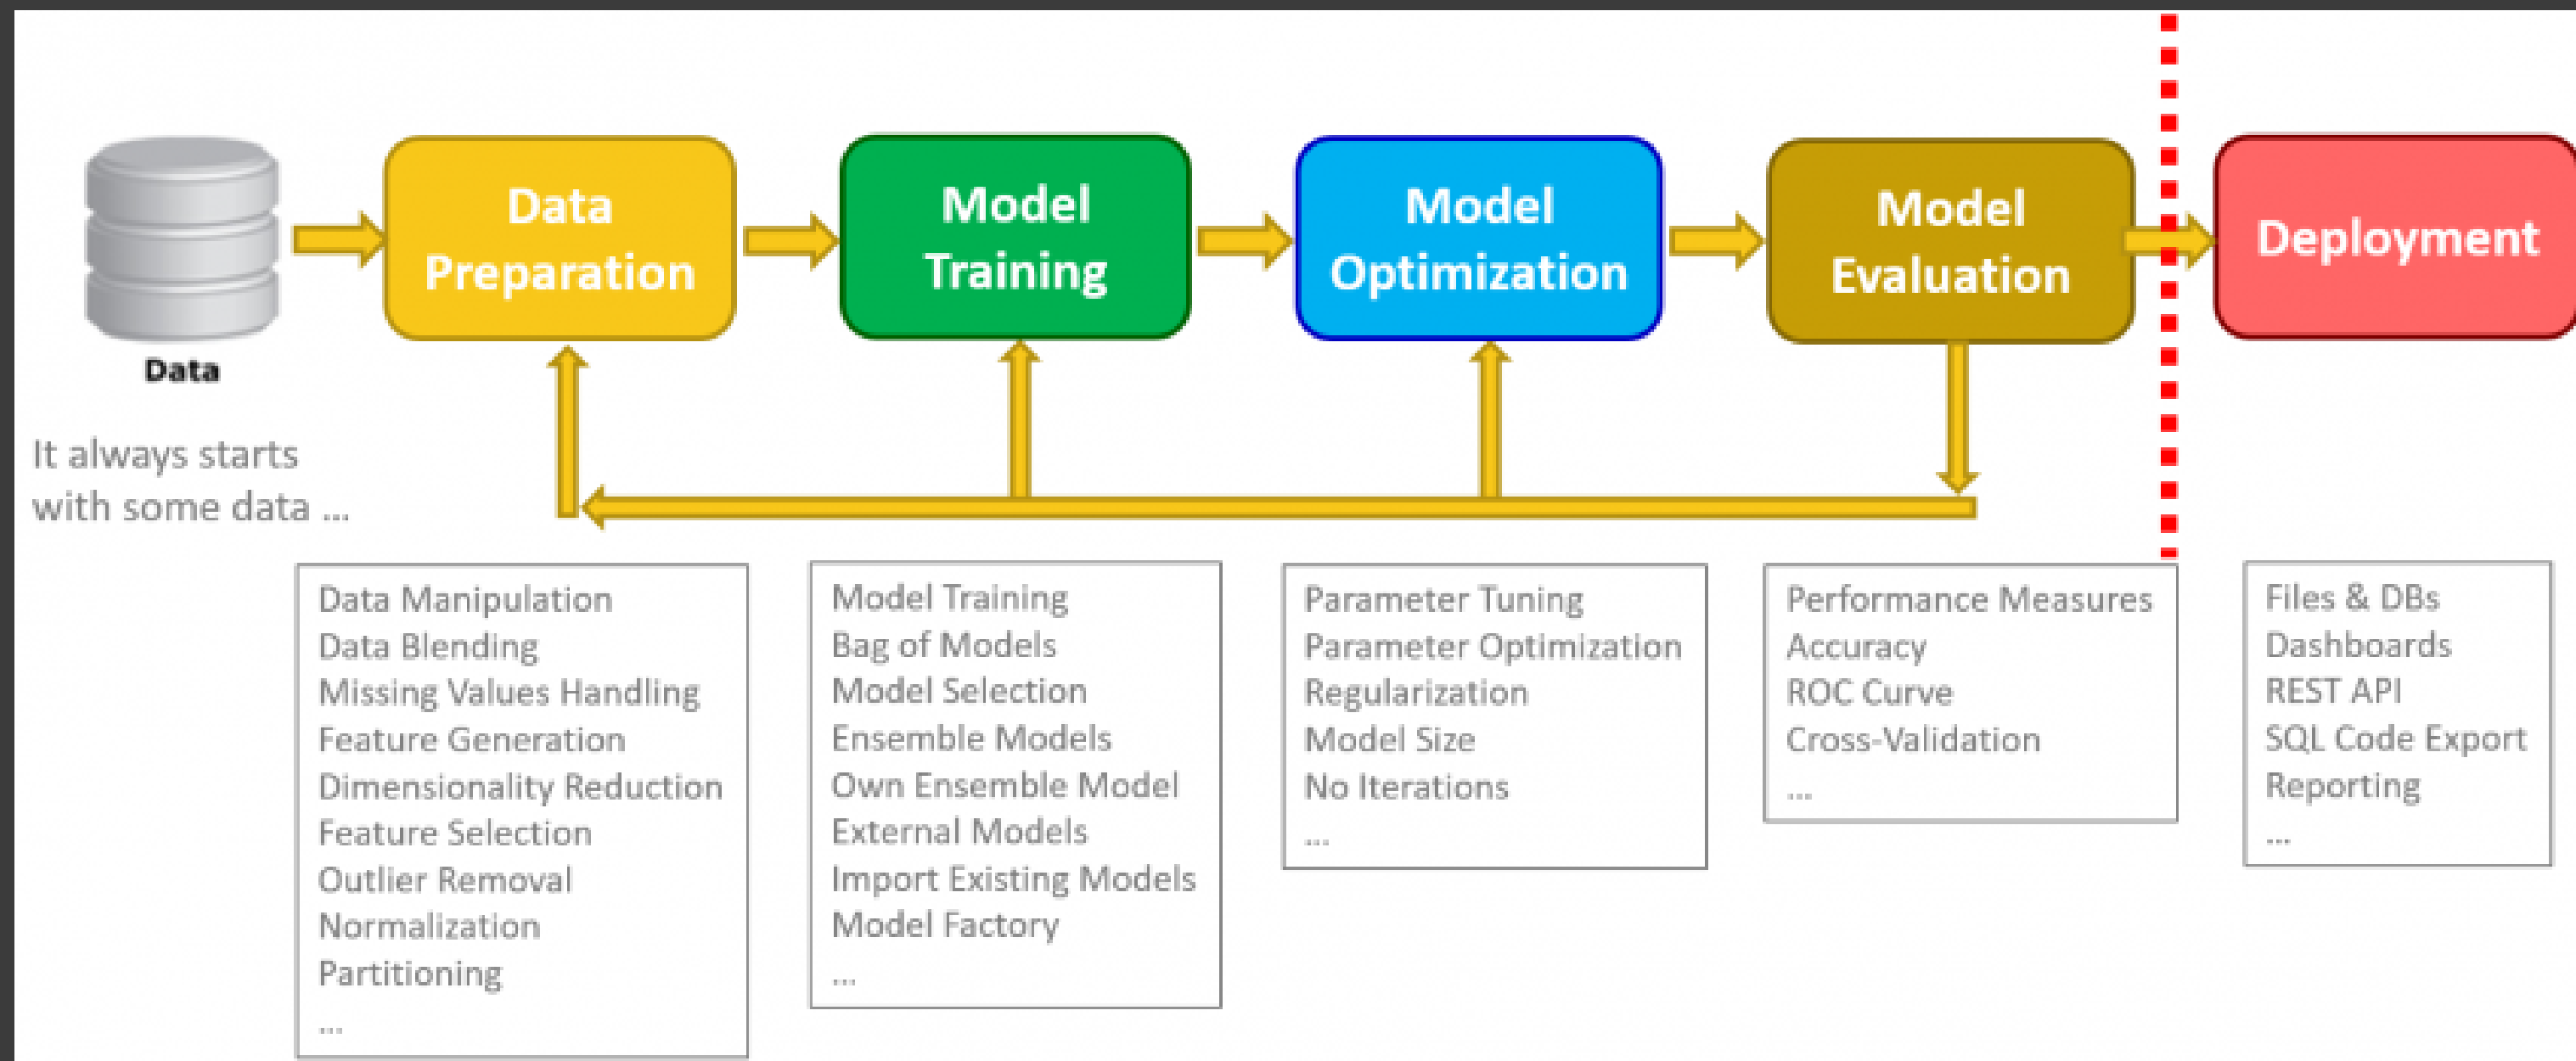 Data
Preparation
Model
Training
Model
Optimization
Model
Evaluation
Deployment
Data
It always starts
with some data ...
Data Manipulation
Data Blending
Missing Values Handling
Feature Generation
Dimensionality Reduction
Feature Selection
Outlier Removal
Normalization
Partitioning
...
Model Training
Bag of Models
Model Selection
Ensemble Models
Own Ensemble Model
External Models
Import Existing Models
Model Factory
...
Parameter Tuning
Parameter Optimization
Regularization
Model Size
No Iterations
...
Performance Measures
Accuracy
ROC Curve
Cross-Validation
...
Files & DBs
Dashboards
REST API
SQL Code Export
Reporting
...